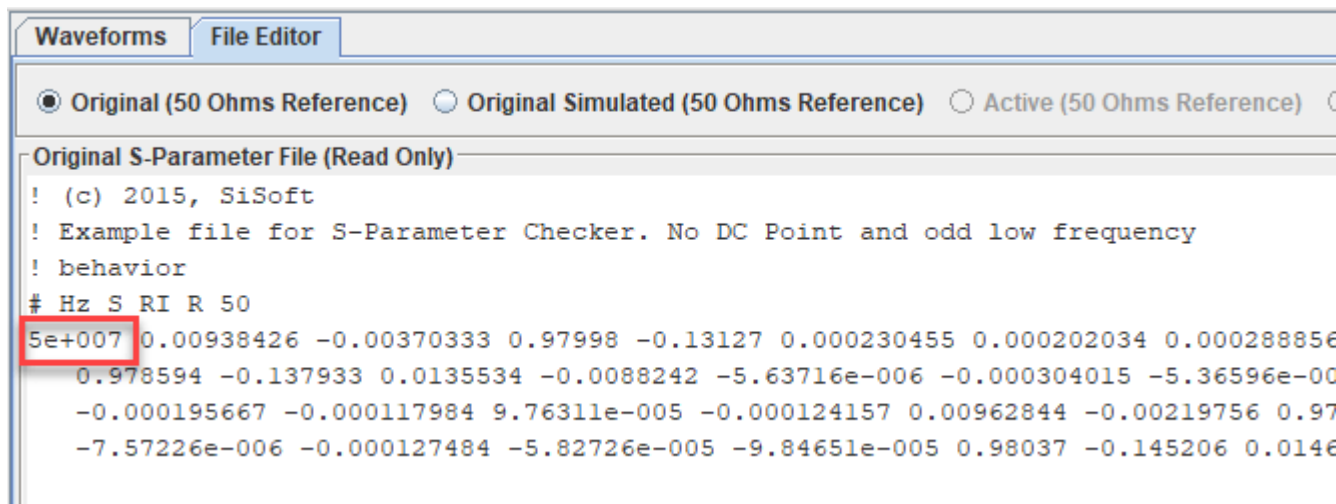 Waveforms File Editor
Original (50 Ohms Reference) Original Simulated (50 Ohms Reference) Active (50 Ohms Reference)
Original S-Parameter File (Read Only)
! (c) 2015, SiSoft
! Example file for S-Parameter Checker. No DC Point and odd low frequency
! behavior
# Hz S RI R 50
5e+007 0.00938426 -0.00370333 0.97998 -0.13127 0.000230455 0.000202034 0.000288856
0.978594 -0.137933 0.0135534 -0.0088242 -5.63716e-006 -0.000304015 -5.36596e-00
-0.000195667 -0.000117984 9.76311e-005 -0.000124157 0.00962844 -0.00219756 0.97
-7.57226e-006 -0.000127484 -5.82726e-005 -9.84651e-005 0.98037 -0.145206 0.0146